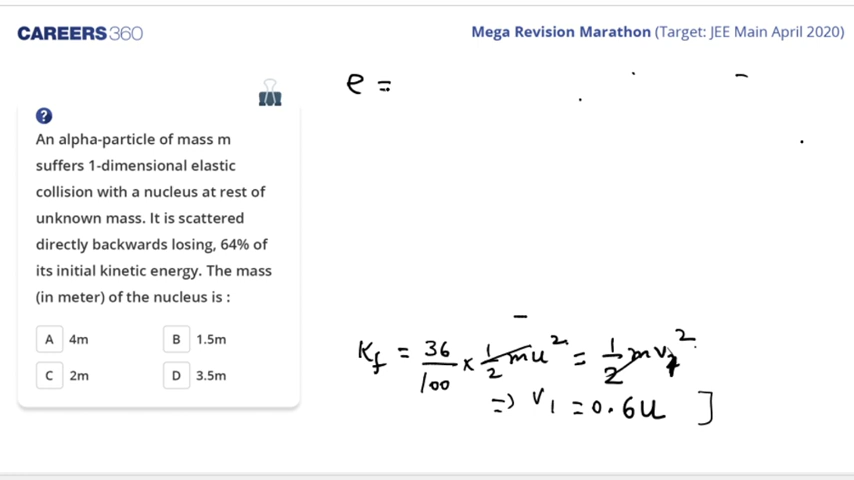 CAREERS360
Mega Revision Marathon (Target: JEE Main April 2020)
e =
?
An alpha-particle of mass m
suffers 1-dimensional elastic
collision with a nucleus at rest of
unknown mass. It is scattered
directly backwards losing, 64% of
its initial kinetic energy. The mass
(in meter) of the nucleus is :
A 4m
B 1.5m
C 2m
D 3.5m
K_f = 36/100 × 1/2 mu² = 1/2 mv₁²
⇒ v₁ = 0.6u ]